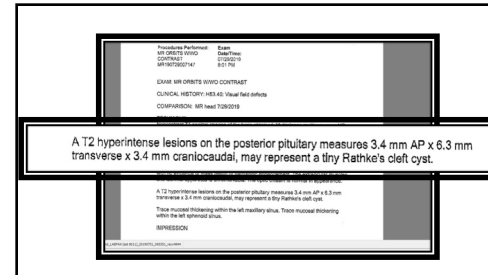 Procedures Performed: Exam
MR ORBITS W/WO Date/Time:
CONTRAST 07/29/2019
MR190729007147 8:01 PM
EXAM: MR ORBITS W/WO CONTRAST
CLINICAL HISTORY: H53.40: Visual field defects
COMPARISON: MR head 7/29/2019
A T2 hyperintense lesions on the posterior pituitary measures 3.4 mm AP x 6.3 mm
transverse x 3.4 mm craniocaudal, may represent a tiny Rathke's cleft cyst.
A T2 hyperintense lesions on the posterior pituitary measures 3.4 mm AP x 6.3 mm
transverse x 3.4 mm craniocaudal, may represent a tiny Rathke's cleft cyst.
Trace mucosal thickening within the left maxillary sinus. Trace mucosal thickening
within the left sphenoid sinus.
IMPRESSION